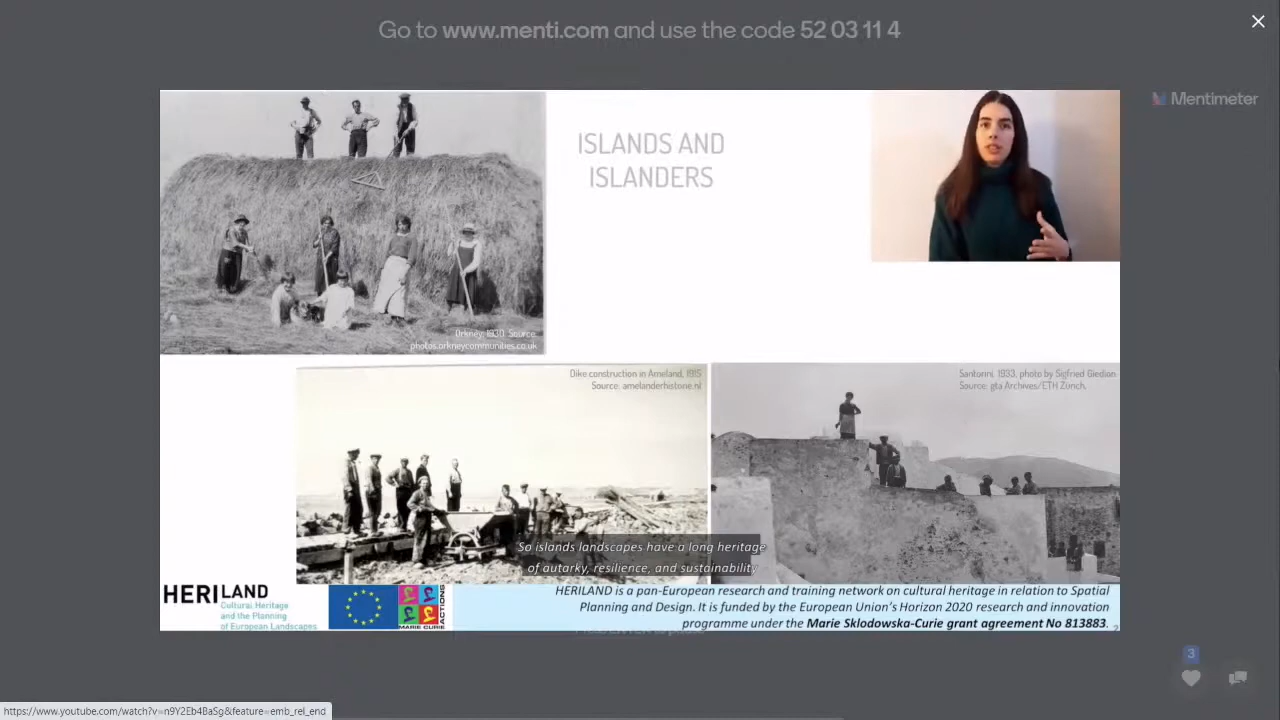 Go to www.menti.com and use the code 52 03 11 4
Mentimeter
ISLANDS AND
ISLANDERS
Orkney, 1930. Source:
photos.orkneycommunities.co.uk
Dike construction in Ameland, 1915
Source: amelanderhistorie.nl
Santorini, 1933, photo by Sigfried Giedion
Source: gta Archives/ETH Zurich,
So islands landscapes have a long heritage
of autarky, resilience, and sustainability
HERILAND
Cultural Heritage
and the Planning
of European Landscapes
MARIE CURIE
ACTIONS
HERILAND is a pan-European research and training network on cultural heritage in relation to Spatial
Planning and Design. It is funded by the European Union's Horizon 2020 research and innovation
programme under the Marie Sklodowska-Curie grant agreement No 813883.
2
3
https://www.youtube.com/watch?v=n9Y2Eb4BaSg&feature=emb_rel_end